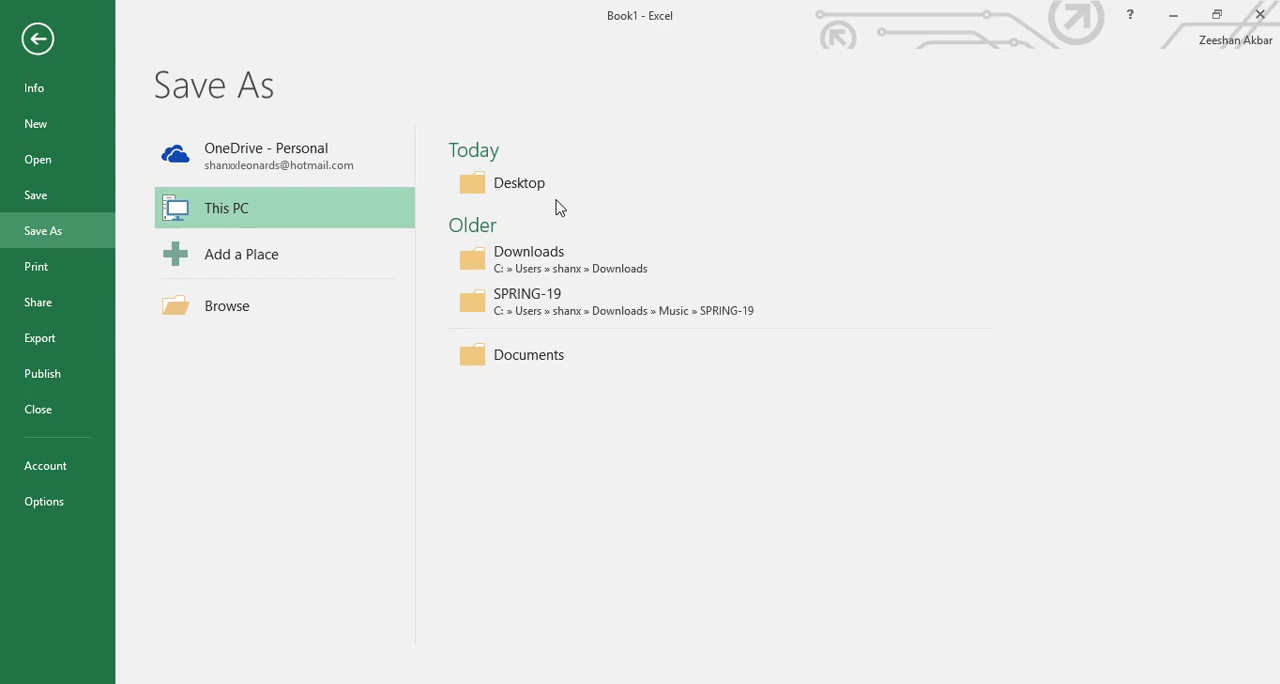 Book1 - Excel
?
Zeeshan Akbar
Info
New
Open
Save
Save As
Print
Share
Export
Publish
Close
Account
Options
Save As
OneDrive - Personal
shanxxleonards@hotmail.com
This PC
Add a Place
Browse
Today
Desktop
Older
Downloads
C: » Users » shanx » Downloads
SPRING-19
C: » Users » shanx » Downloads » Music » SPRING-19
Documents